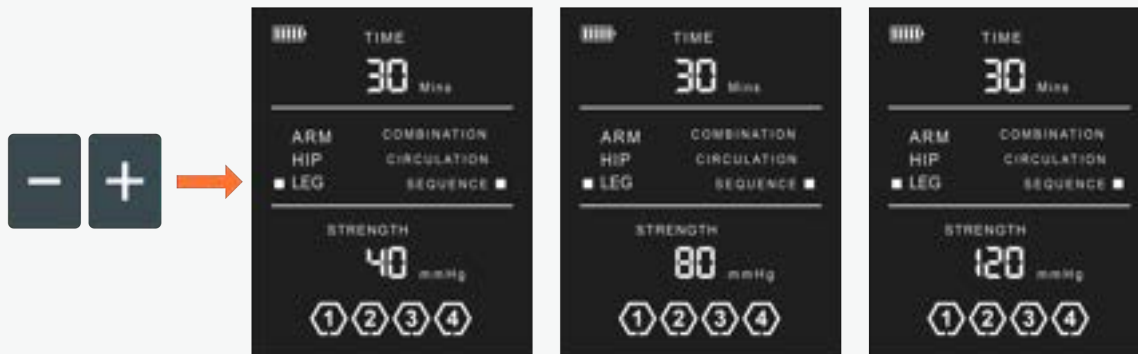 − +
TIME
30 Mins
ARM COMBINATION
HIP CIRCULATION
LEG SEQUENCE
STRENGTH
40 mmHg
1 2 3 4
TIME
30 Mins
ARM COMBINATION
HIP CIRCULATION
LEG SEQUENCE
STRENGTH
80 mmHg
1 2 3 4
TIME
30 Mins
ARM COMBINATION
HIP CIRCULATION
LEG SEQUENCE
STRENGTH
120 mmHg
1 2 3 4